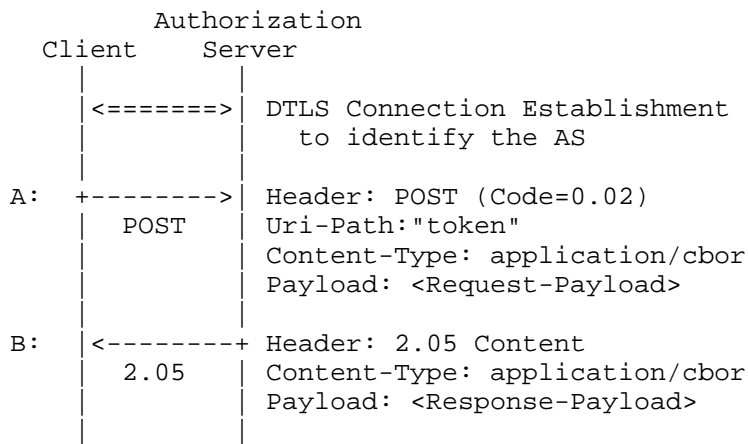 Authorization
Client Server
| |
|<=======>| DTLS Connection Establishment
| | to identify the AS
| |
A: +-------->| Header: POST (Code=0.02)
| POST | Uri-Path:"token"
| | Content-Type: application/cbor
| | Payload: <Request-Payload>
| |
B: |<--------+ Header: 2.05 Content
| 2.05 | Content-Type: application/cbor
| | Payload: <Response-Payload>
| |